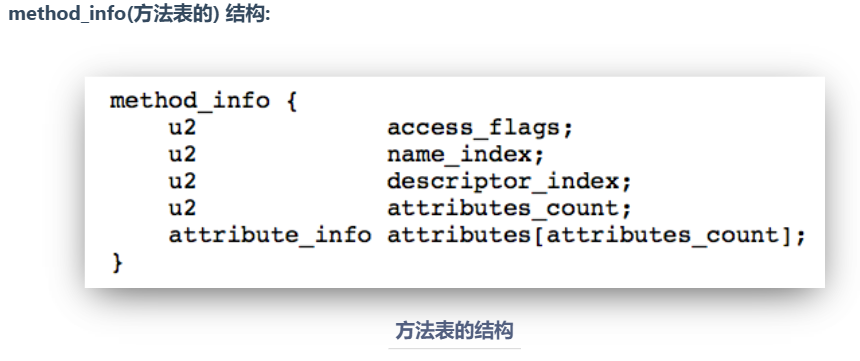 method_info(方法表的) 结构:
method_info {
u2 access_flags;
u2 name_index;
u2 descriptor_index;
u2 attributes_count;
attribute_info attributes[attributes_count];
}
方法表的结构